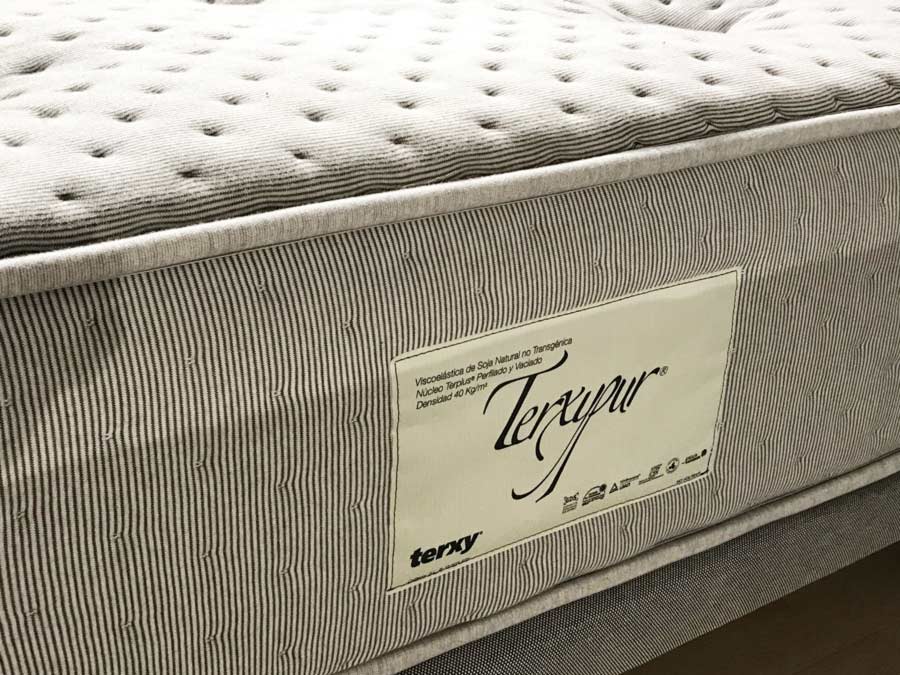 Viscoelástica de Soja Natural no Transgénica
Núcleo Terplus® Perfilado y Vaciado
Densidad 40 Kg/m³
Terxypur®
terxy